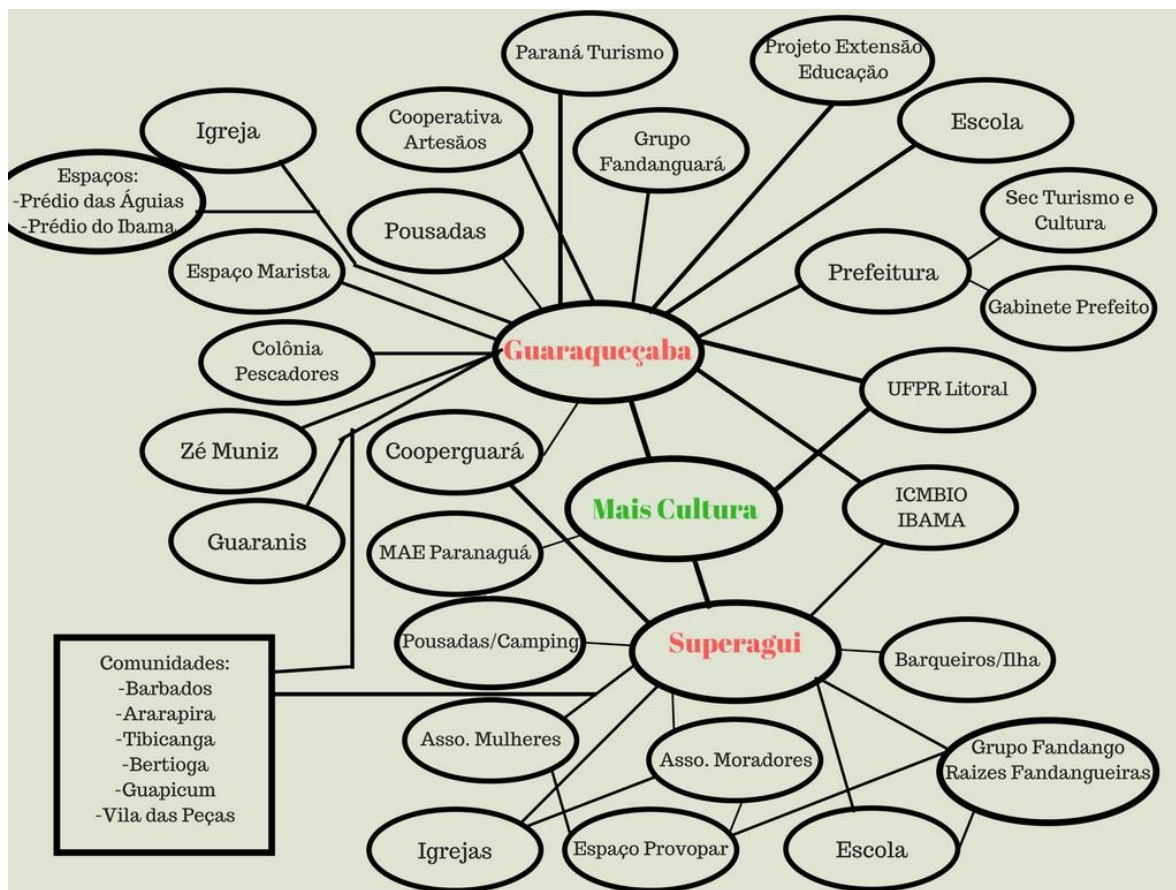 Paraná Turismo
Projeto Extensão
Educação
Igreja
Cooperativa
Artesãos
Grupo
Fandanguará
Escola
Espaços:
-Prédio das Águias
-Prédio do Ibama
Pousadas
Sec Turismo e
Cultura
Espaço Marista
Prefeitura
Gabinete Prefeito
Colônia
Pescadores
Guaraqueçaba
UFPR Litoral
Zé Muniz
Cooperguará
Mais Cultura
ICMBIO
IBAMA
Guaranis
MAE Paranaguá
Pousadas/Camping
Superagui
Barqueiros/Ilha
Comunidades:
-Barbados
-Ararapira
-Tibicanga
-Bertioga
-Guapicum
-Vila das Peças
Asso. Mulheres
Asso. Moradores
Grupo Fandango
Raizes Fandangueiras
Igrejas
Espaço Provopar
Escola